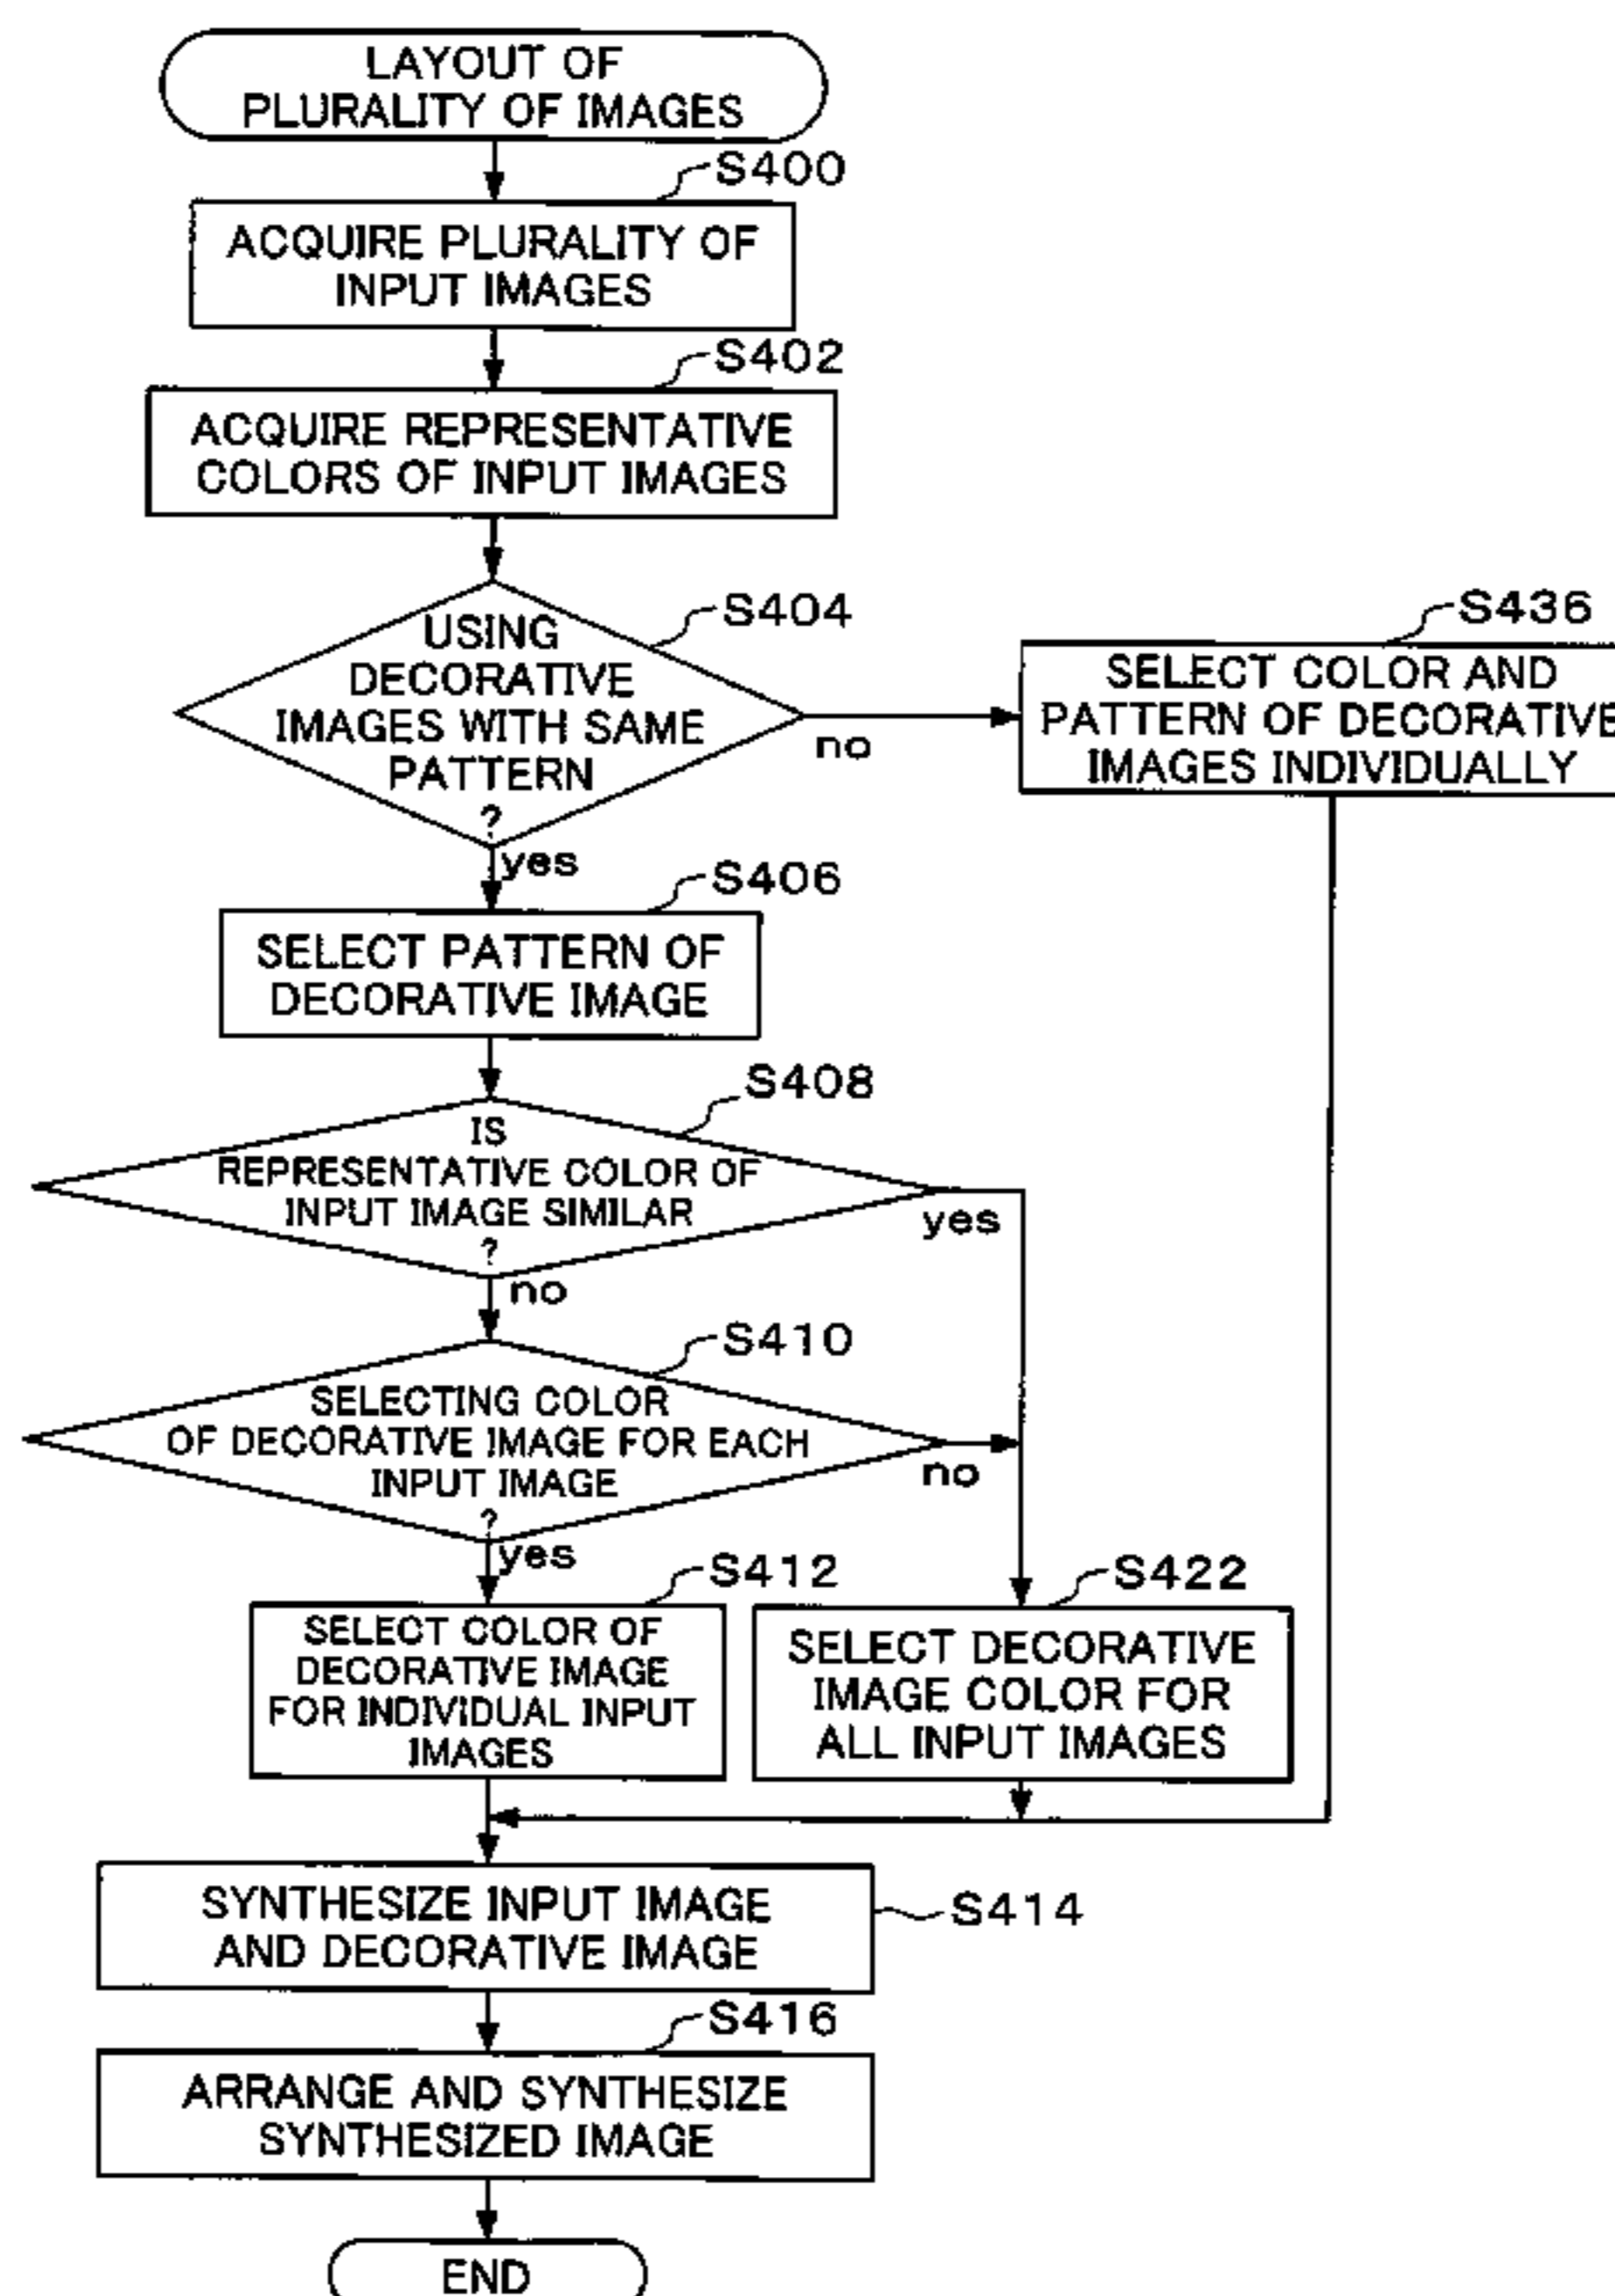 LAYOUT OF
PLURALITY OF IMAGES
S400
ACQUIRE PLURALITY OF
INPUT IMAGES
S402
ACQUIRE REPRESENTATIVE
COLORS OF INPUT IMAGES
S404
USING
DECORATIVE
IMAGES WITH SAME
PATTERN
?
no
yes
S436
SELECT COLOR AND
PATTERN OF DECORATIVE
IMAGES INDIVIDUALLY
S406
SELECT PATTERN OF
DECORATIVE IMAGE
S408
IS
REPRESENTATIVE COLOR OF
INPUT IMAGE SIMILAR
?
yes
no
S410
SELECTING COLOR
OF DECORATIVE IMAGE FOR EACH
INPUT IMAGE
?
no
yes
S412
SELECT COLOR OF
DECORATIVE IMAGE
FOR INDIVIDUAL INPUT
IMAGES
S422
SELECT DECORATIVE
IMAGE COLOR FOR
ALL INPUT IMAGES
SYNTHESIZE INPUT IMAGE
AND DECORATIVE IMAGE
S414
S416
ARRANGE AND SYNTHESIZE
SYNTHESIZED IMAGE
END